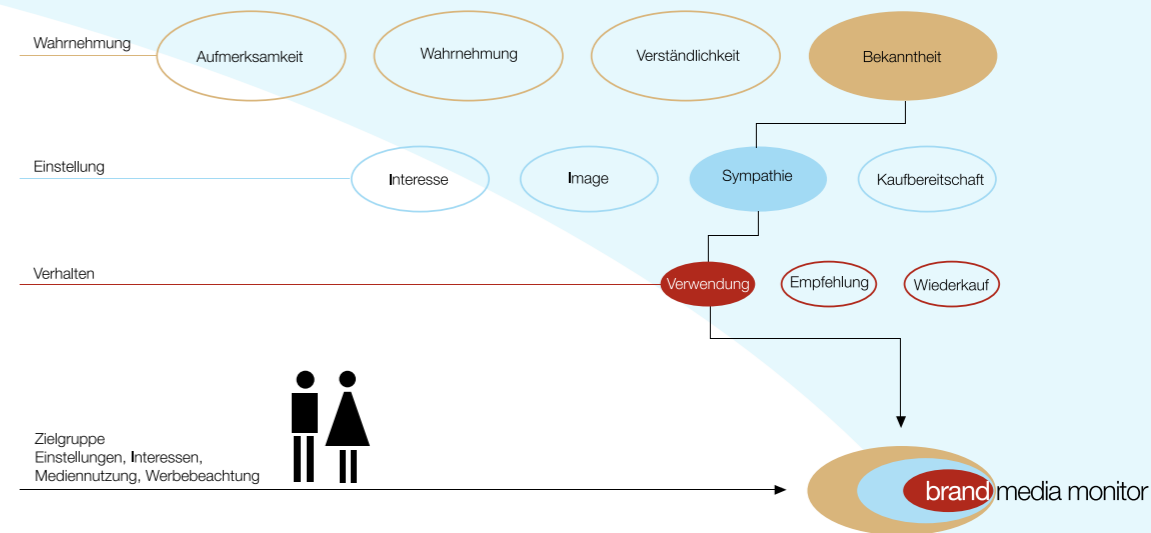 Wahrnehmung
Aufmerksamkeit
Wahrnehmung
Verständlichkeit
Bekanntheit
Einstellung
Interesse
Image
Sympathie
Kaufbereitschaft
Verhalten
Verwendung
Empfehlung
Wiederkauf
Zielgruppe
Einstellungen, Interessen,
Mediennutzung, Werbebeachtung
brand media monitor